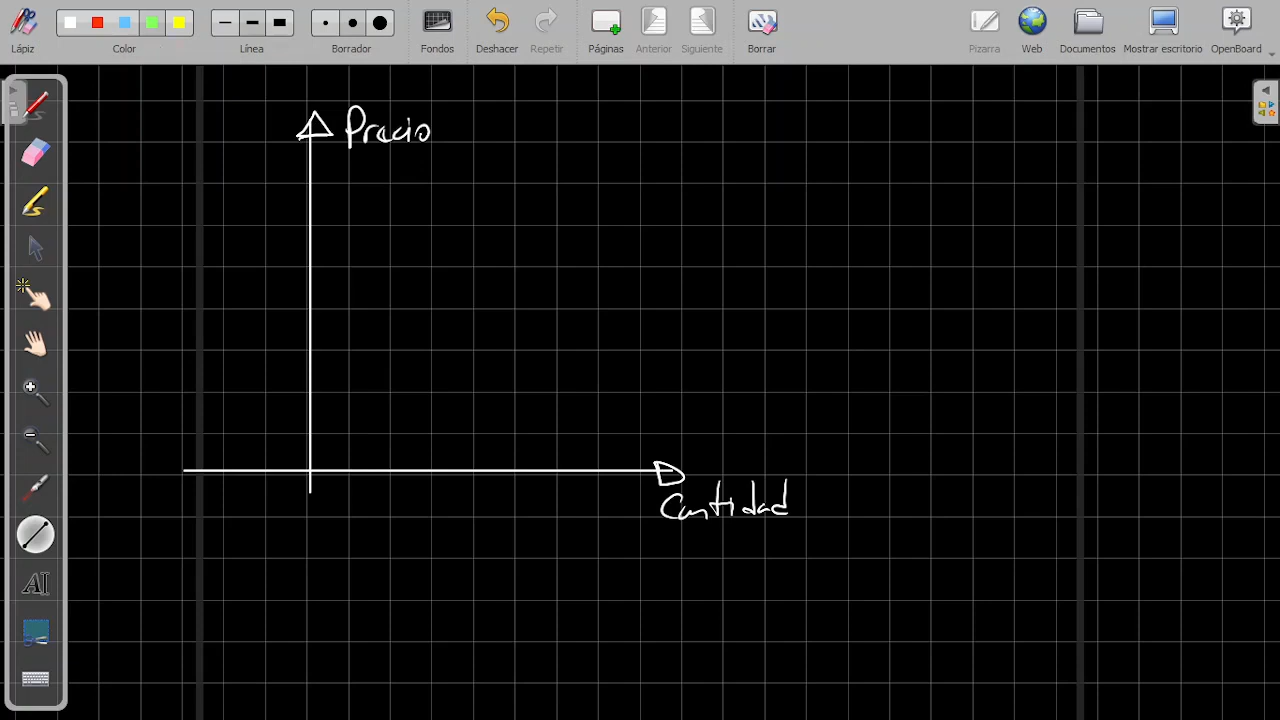 Lápiz Color Línea Borrador Fondos Deshacer Repetir Páginas Anterior Siguiente Borrar Pizarra Web Documentos Mostrar escritorio OpenBoard
Precio
Cantidad
AI